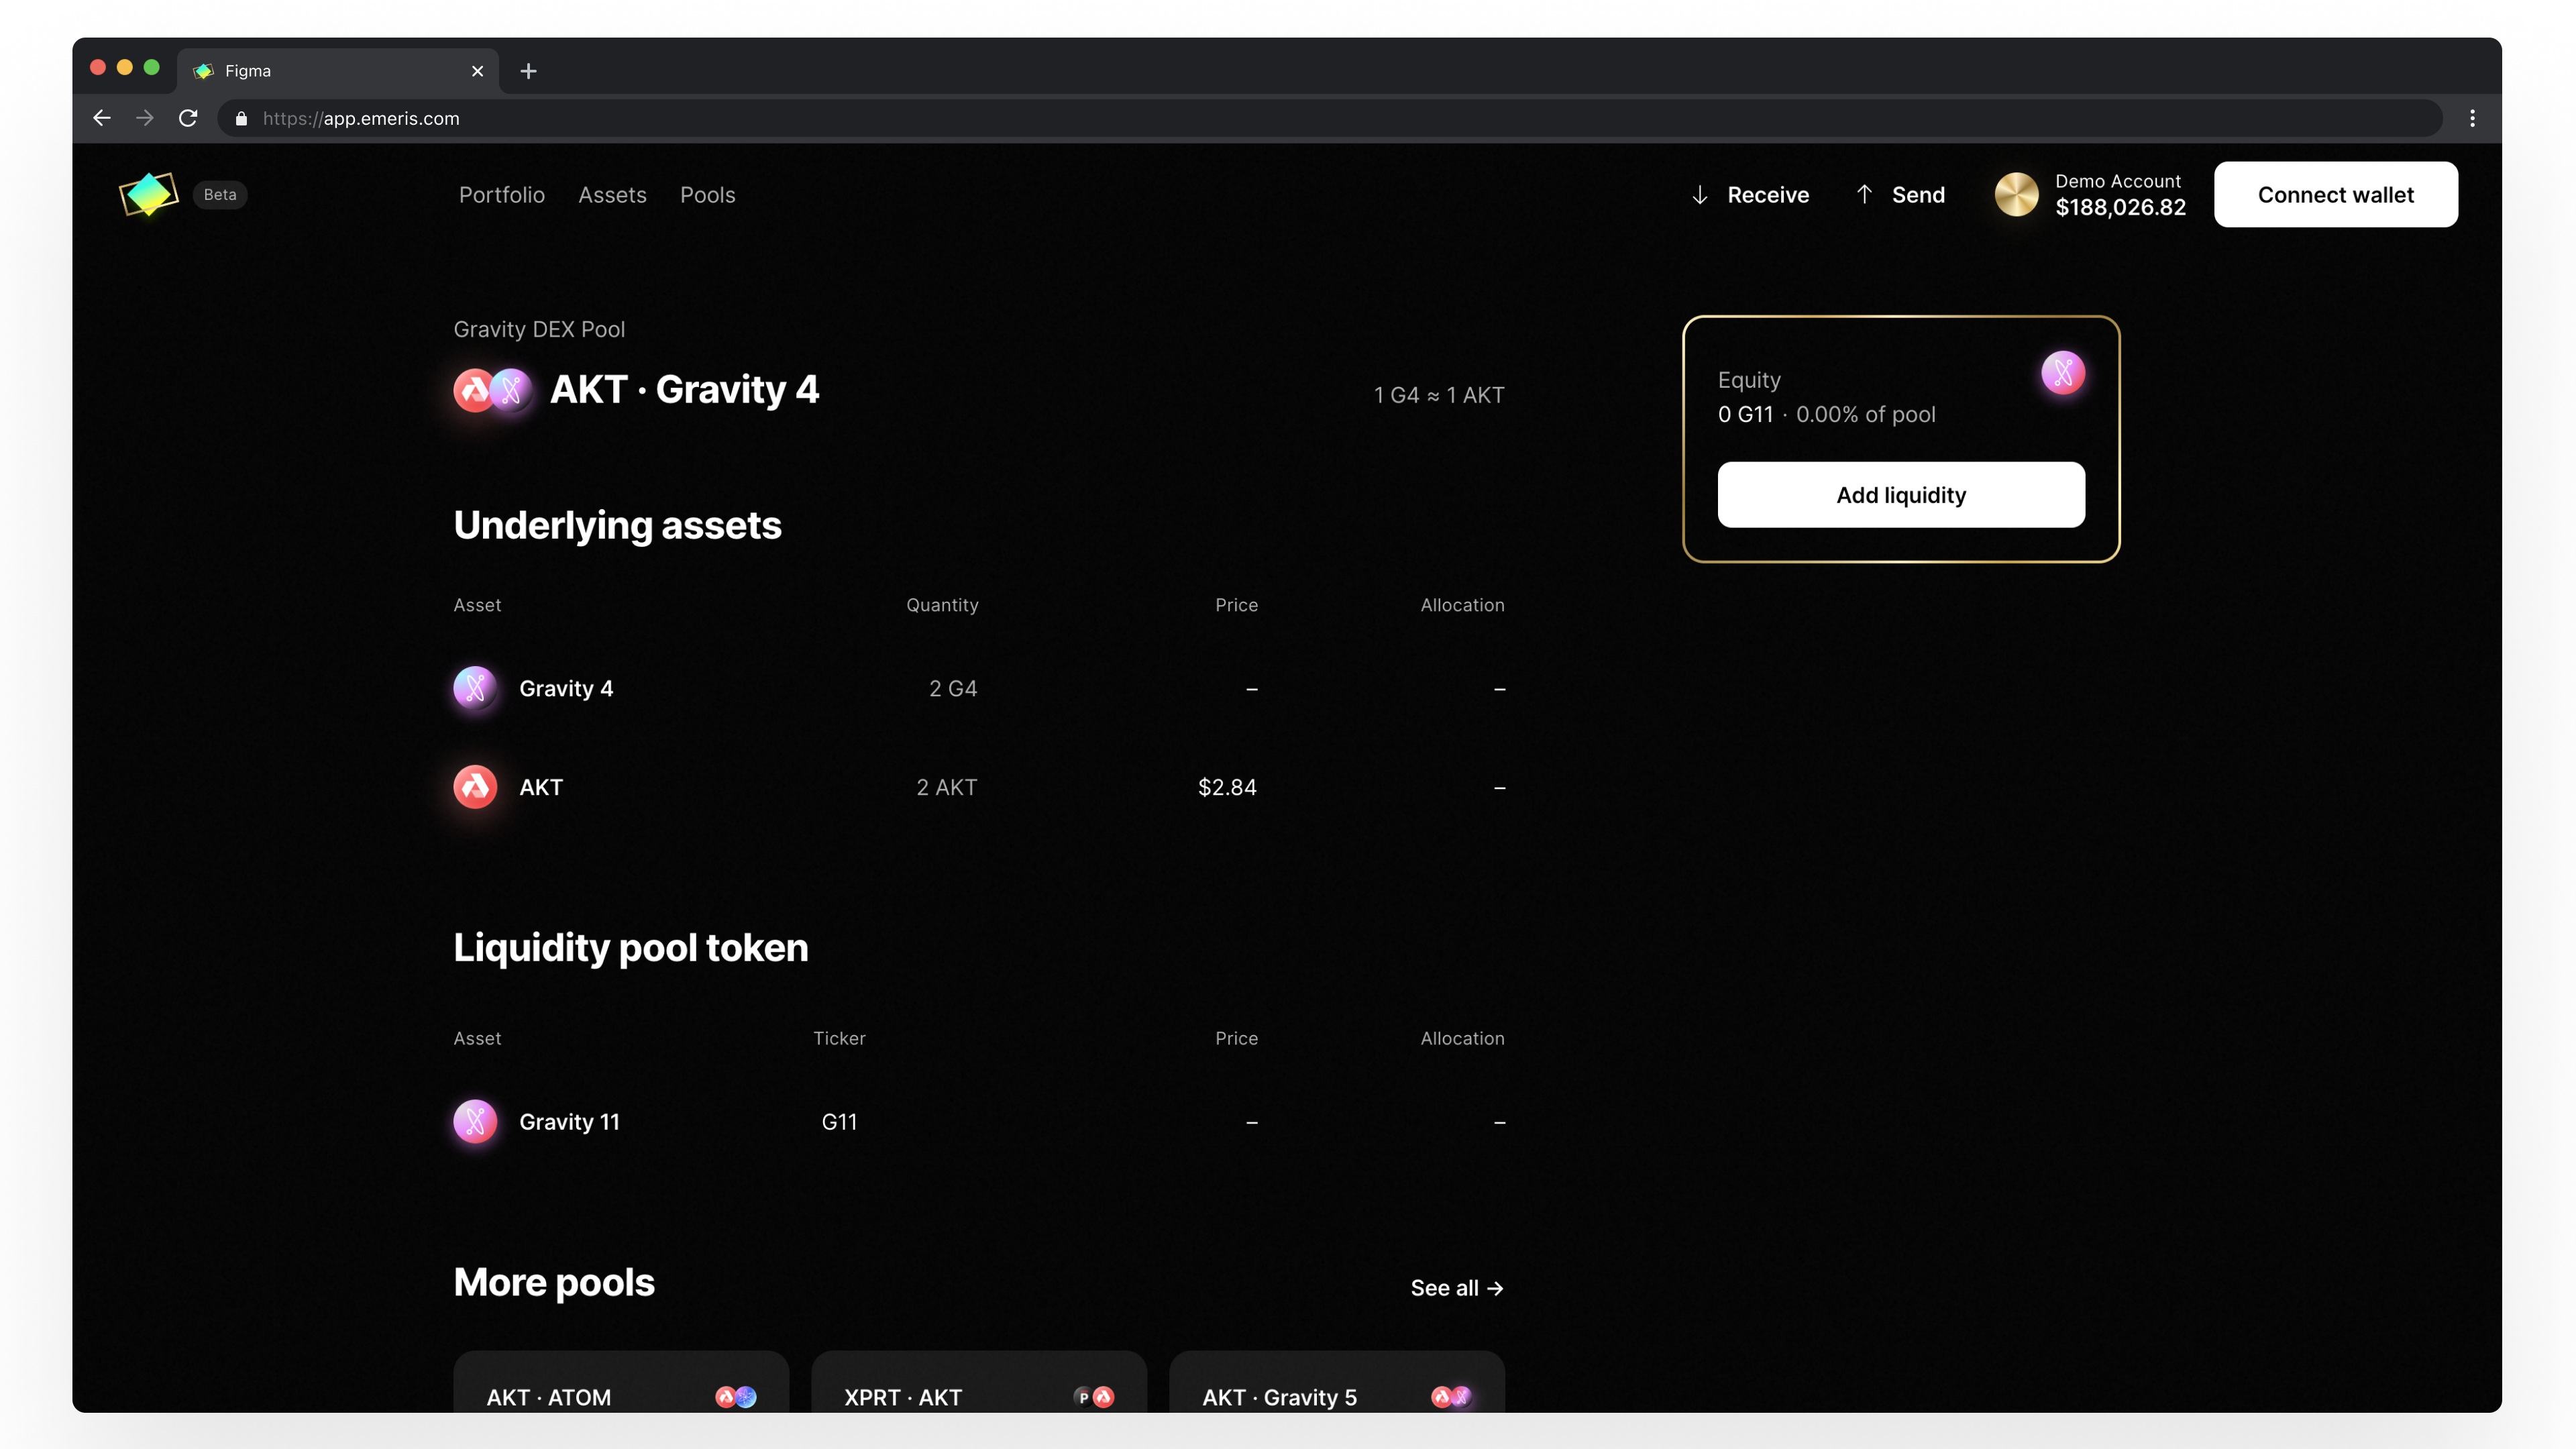 Figma
https://app.emeris.com
Beta
Portfolio Assets Pools
Receive Send
Demo Account
$188,026.82
Connect wallet
Gravity DEX Pool
AKT · Gravity 4
1 G4 ≈ 1 AKT
Equity
0 G11 · 0.00% of pool
Add liquidity
Underlying assets
Asset Quantity Price Allocation
Gravity 4 2 G4 – –
AKT 2 AKT $2.84 –
Liquidity pool token
Asset Ticker Price Allocation
Gravity 11 G11 – –
More pools
See all →
AKT · ATOM
XPRT · AKT
P
AKT · Gravity 5